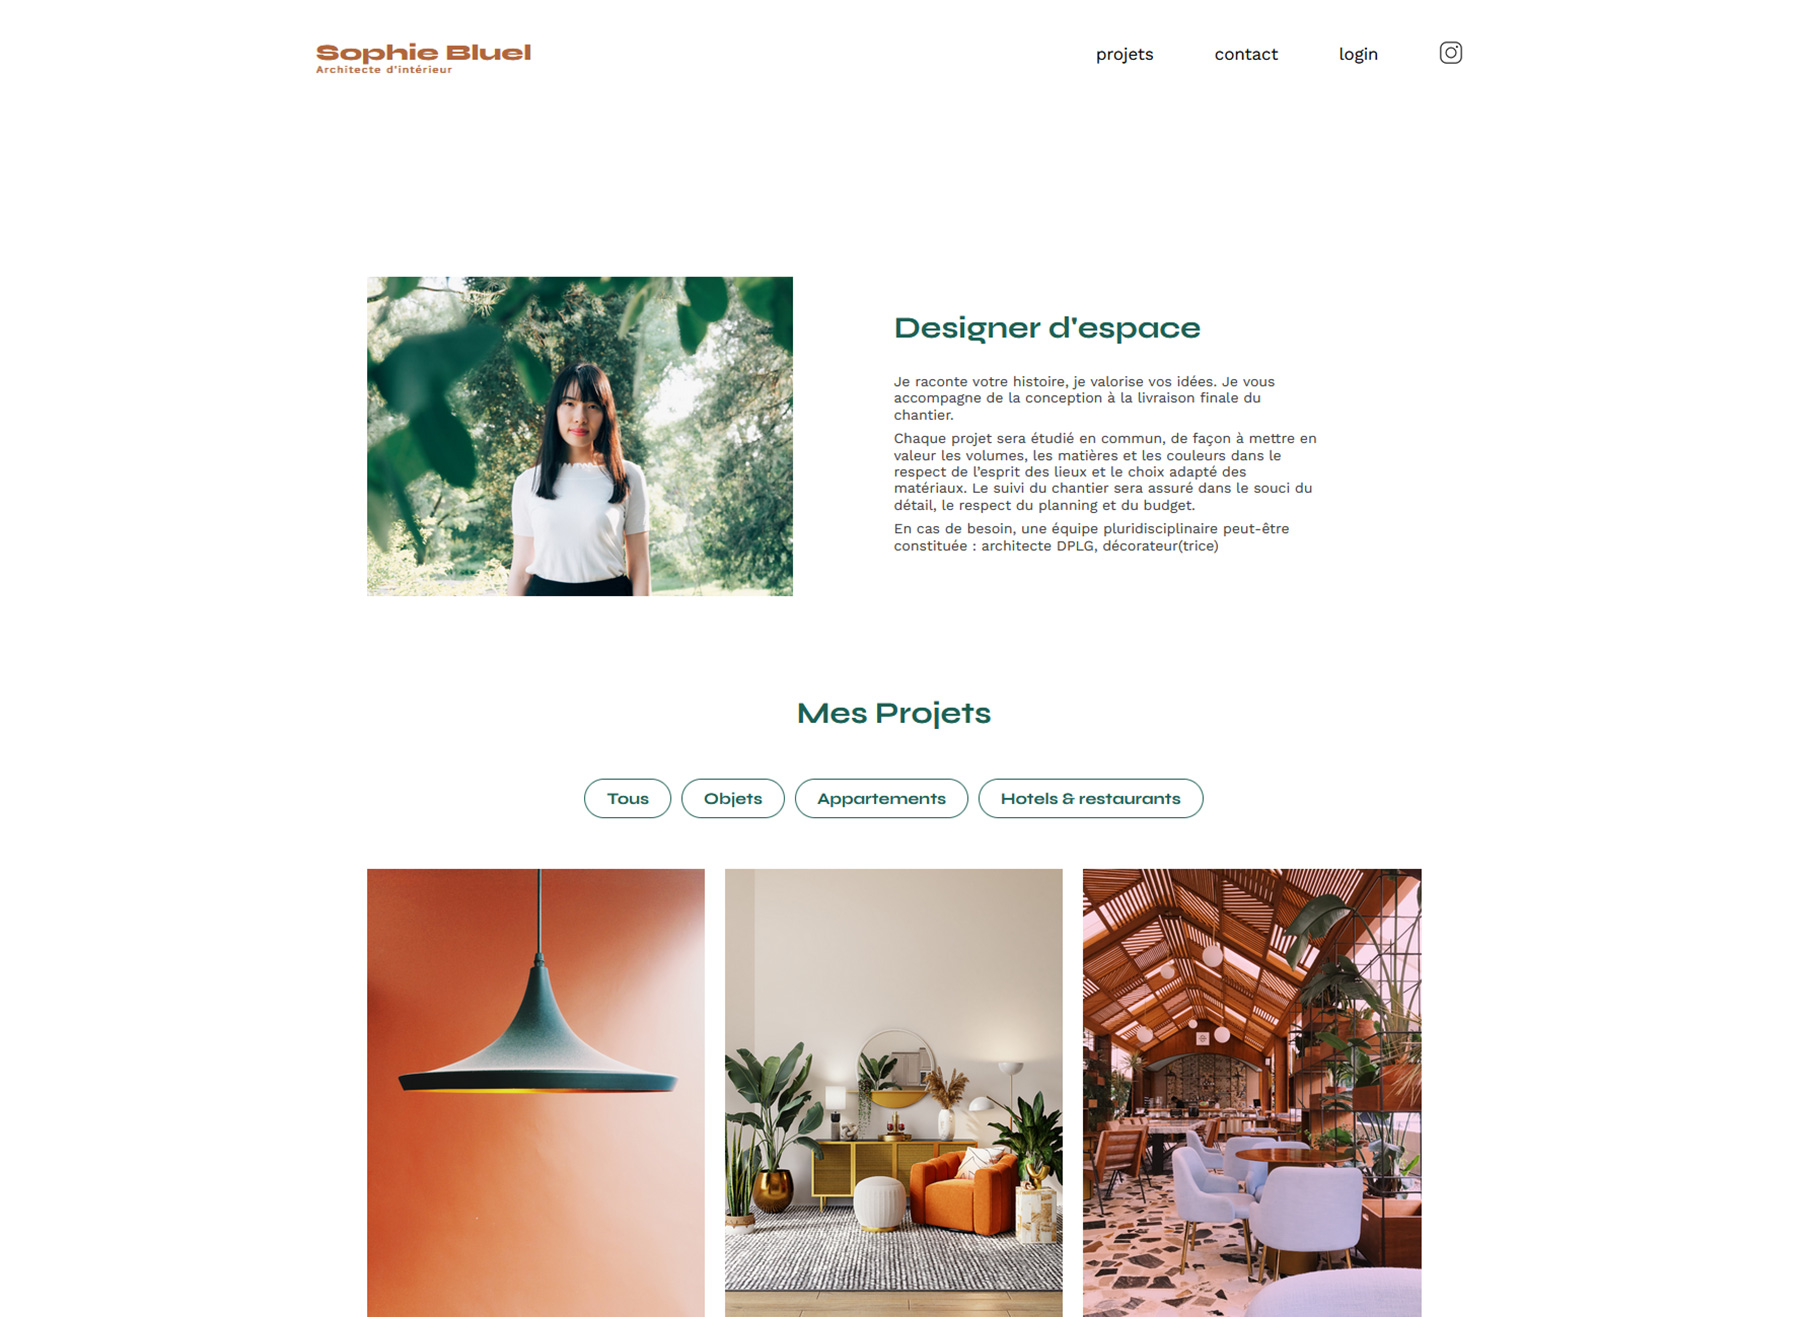 Sophie Bluel
Architecte d'intérieur
projets
contact
login
Designer d'espace
Je raconte votre histoire, je valorise vos idées. Je vous
accompagne de la conception à la livraison finale du
chantier.
Chaque projet sera étudié en commun, de façon à mettre en
valeur les volumes, les matières et les couleurs dans le
respect de l’esprit des lieux et le choix adapté des
matériaux. Le suivi du chantier sera assuré dans le souci du
détail, le respect du planning et du budget.
En cas de besoin, une équipe pluridisciplinaire peut-être
constituée : architecte DPLG, décorateur(trice)
Mes Projets
Tous
Objets
Appartements
Hotels & restaurants